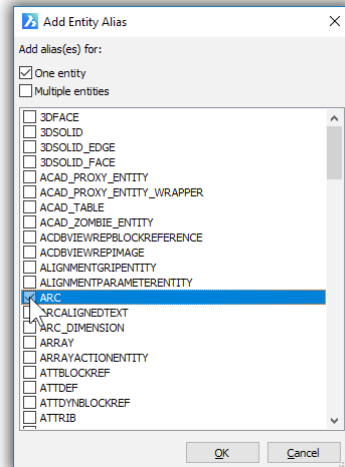 Add Entity Alias
Add alias(es) for:
One entity
Multiple entities
3DFACE
3DSOLID
3DSOLID_EDGE
3DSOLID_FACE
ACAD_PROXY_ENTITY
ACAD_PROXY_ENTITY_WRAPPER
ACAD_TABLE
ACAD_ZOMBIE_ENTITY
ACDBVIEWREPBLOCKREFERENCE
ACDBVIEWREPIMAGE
ALIGNMENTGRIPENTITY
ALIGNMENTPARAMETERENTITY
ARC
ARCALIGNEDTEXT
ARC_DIMENSION
ARRAY
ARRAYACTIONENTITY
ATTBLOCKREF
ATTDEF
ATTDYNBLOCKREF
ATTRIB
OK Cancel